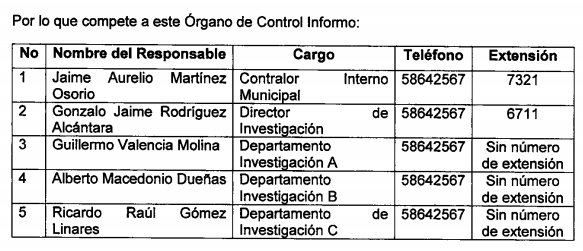 Por lo que compete a este Órgano de Control Informo:
No Nombre del Responsable Cargo Teléfono Extensión
1 Jaime Aurelio Martínez Contralor Interno 58642567 7321
Osorio Municipal
2 Gonzalo Jaime Rodríguez Director de 58642567 6711
Alcántara Investigación
3 Guillermo Valencia Molina Departamento 58642567 Sin número
Investigación A de extensión
4 Alberto Macedonio Dueñas Departamento 58642567 Sin número
Investigación B de extensión
5 Ricardo Raúl Gómez Departamento de 58642567 Sin número
Linares Investigación C de extensión